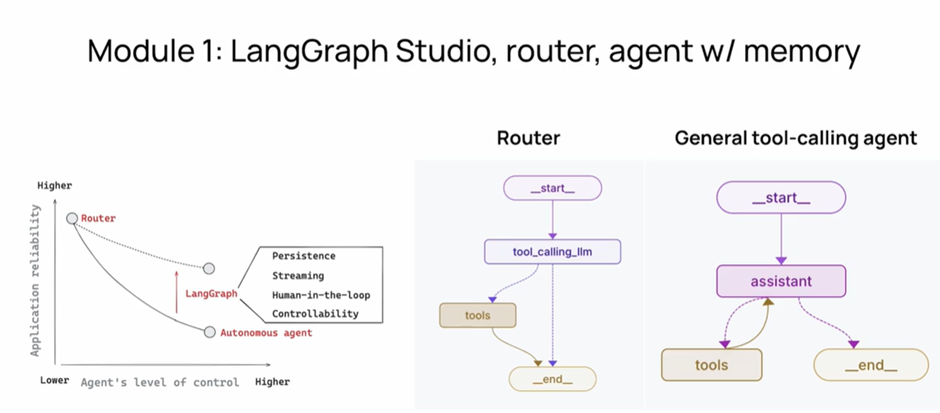 Module 1: LangGraph Studio, router, agent w/ memory
Higher
Application reliability
Router
LangGraph
Persistence
Streaming
Human-in-the-loop
Controllability
Autonomous agent
Lower Agent's level of control Higher
Router
__start__
tool_calling_llm
tools
__end__
General tool-calling agent
__start__
assistant
tools
__end__